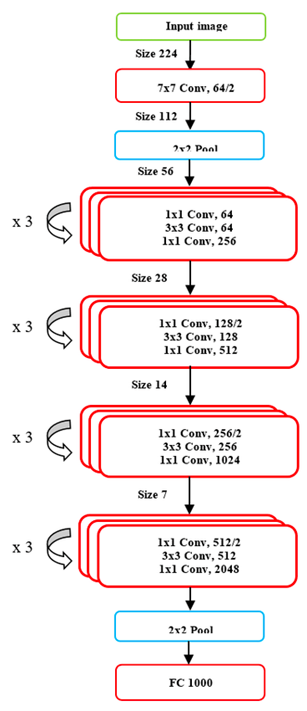 Input image
Size 224
7x7 Conv, 64/2
Size 112
2x2 Pool
Size 56
x 3
1x1 Conv, 64
3x3 Conv, 64
1x1 Conv, 256
Size 28
x 3
1x1 Conv, 128/2
3x3 Conv, 128
1x1 Conv, 512
Size 14
x 3
1x1 Conv, 256/2
3x3 Conv, 256
1x1 Conv, 1024
Size 7
x 3
1x1 Conv, 512/2
3x3 Conv, 512
1x1 Conv, 2048
2x2 Pool
FC 1000